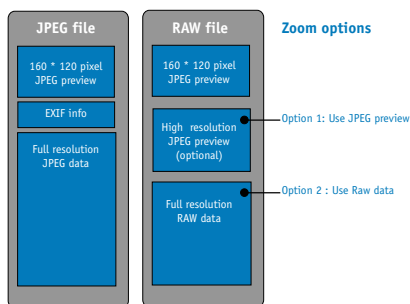 JPEG file
160 * 120 pixel
JPEG preview
EXIF info
Full resolution
JPEG data
RAW file
160 * 120 pixel
JPEG preview
High resolution
JPEG preview
(optional)
Full resolution
RAW data
Zoom options
Option 1: Use JPEG preview
Option 2 : Use Raw data